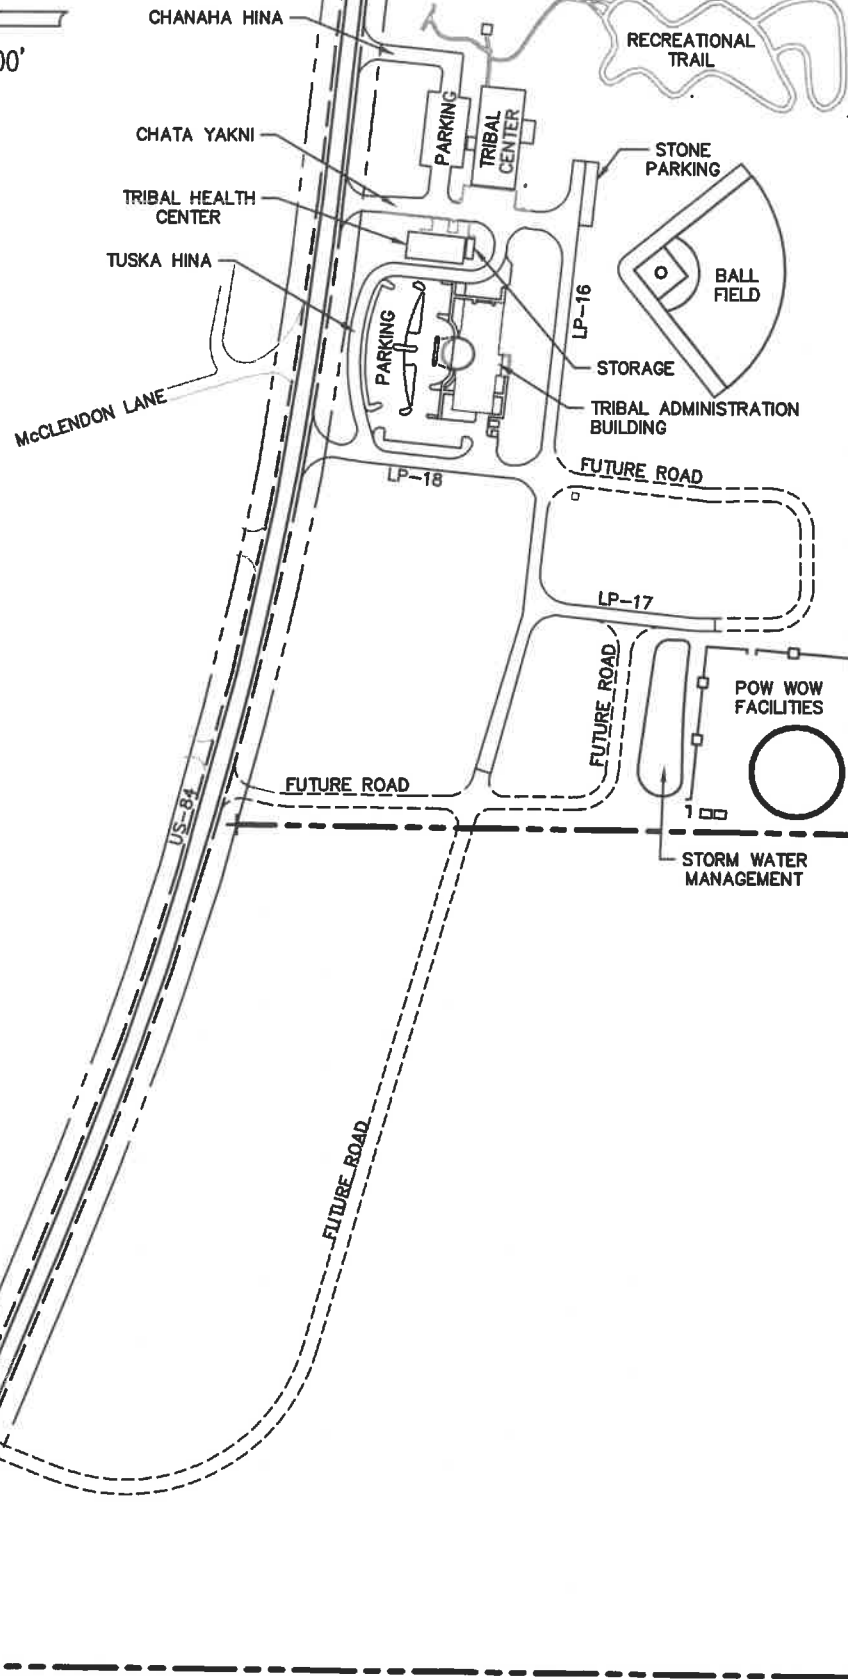 CHANAHA HINA
00'
RECREATIONAL
TRAIL
PARKING
TRIBAL
CENTER
CHATA YAKNI
STONE
PARKING
TRIBAL HEALTH
CENTER
TUSKA HINA
BALL
FIELD
LP-16
PARKING
STORAGE
McCLENDON LANE
TRIBAL ADMINISTRATION
BUILDING
FUTURE ROAD
LP-18
LP-17
FUTURE ROAD
POW WOW
FACILITIES
FUTURE ROAD
US-84
STORM WATER
MANAGEMENT
FUTURE ROAD